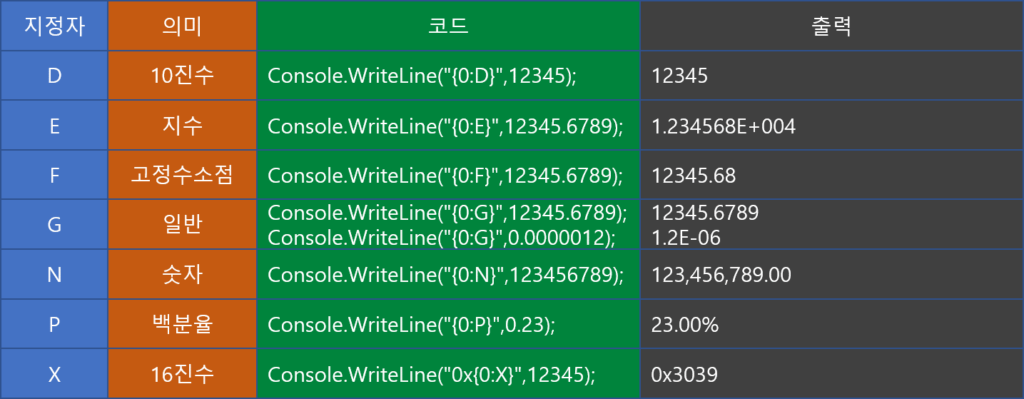 지정자 의미 코드 출력
D 10진수 Console.WriteLine("{0:D}",12345); 12345
E 지수 Console.WriteLine("{0:E}",12345.6789); 1.234568E+004
F 고정수소점 Console.WriteLine("{0:F}",12345.6789); 12345.68
G 일반 Console.WriteLine("{0:G}",12345.6789); 12345.6789
Console.WriteLine("{0:G}",0.0000012); 1.2E-06
N 숫자 Console.WriteLine("{0:N}",123456789); 123,456,789.00
P 백분율 Console.WriteLine("{0:P}",0.23); 23.00%
X 16진수 Console.WriteLine("0x{0:X}",12345); 0x3039